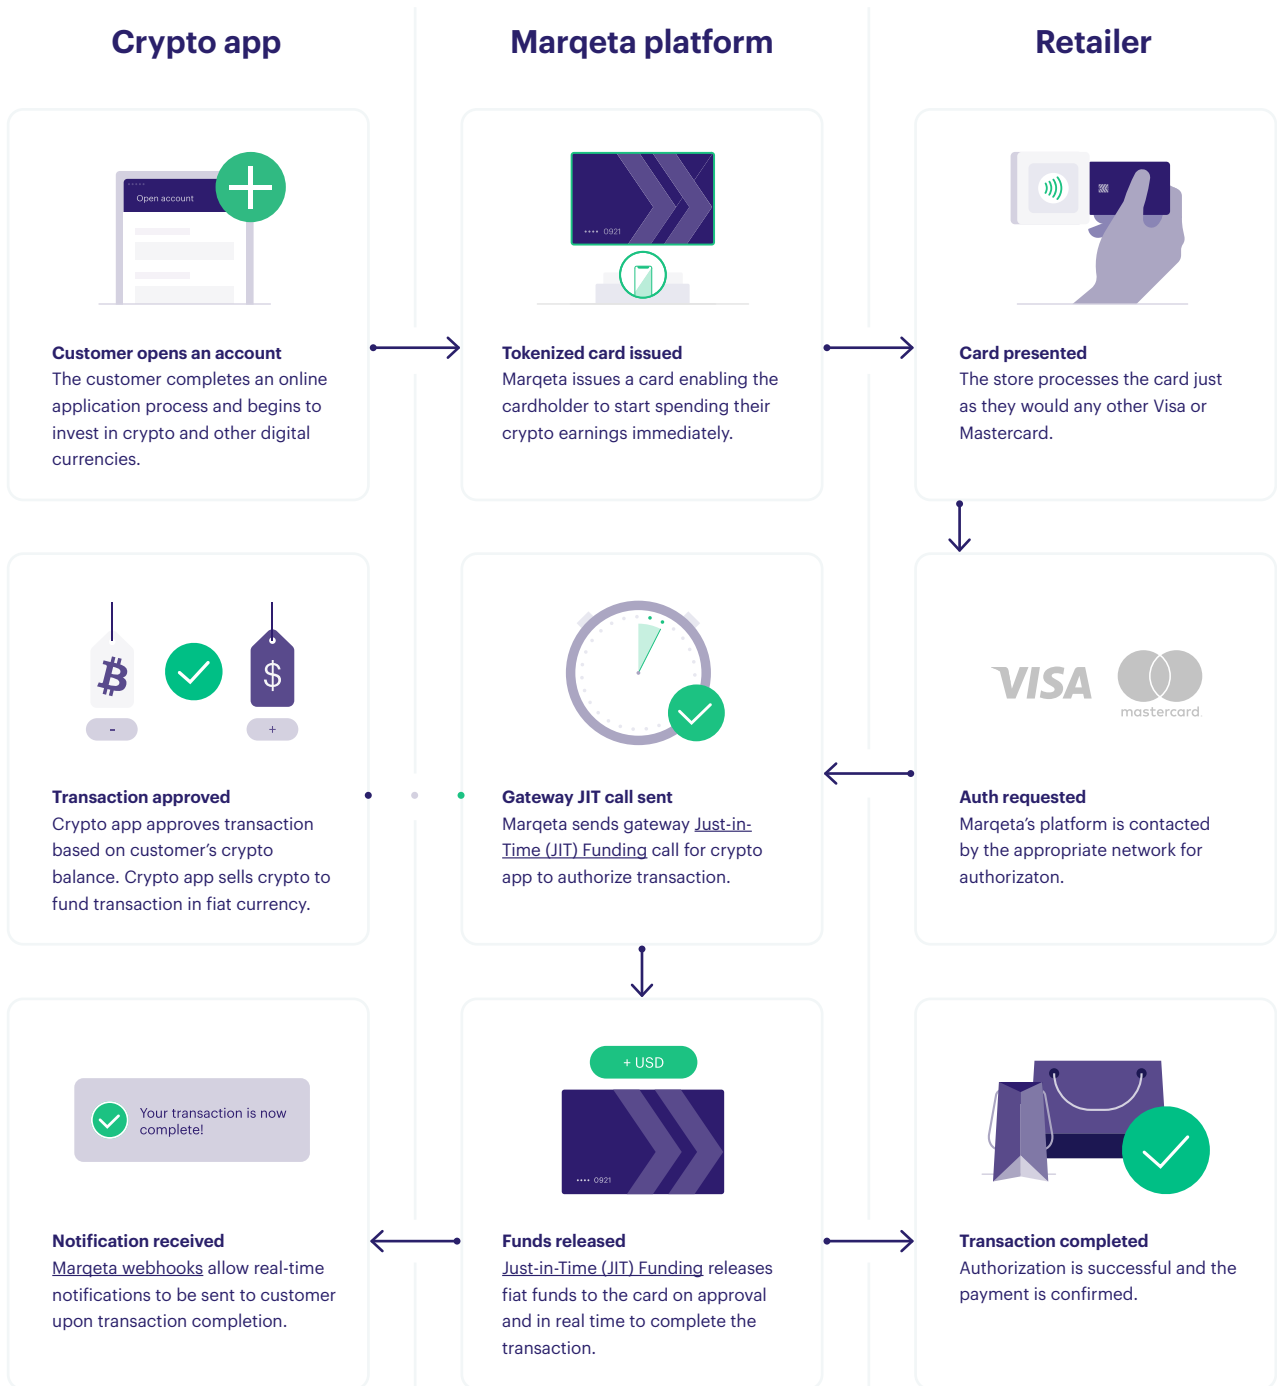 Crypto app
Marqeta platform
Retailer
Open account
•••• 0921
Customer opens an account
The customer completes an online
application process and begins to
invest in crypto and other digital
currencies.
Tokenized card issued
Marqeta issues a card enabling the
cardholder to start spending their
crypto earnings immediately.
Card presented
The store processes the card just
as they would any other Visa or
Mastercard.
$
-
+
VISA
mastercard.
Transaction approved
Crypto app approves transaction
based on customer's crypto
balance. Crypto app sells crypto to
fund transaction in fiat currency.
Gateway JIT call sent
Marqeta sends gateway Just-in-
Time (JIT) Funding call for crypto
app to authorize transaction.
Auth requested
Marqeta's platform is contacted
by the appropriate network for
authorizaton.
Your transaction is now
complete!
+ USD
•••• 0921
Notification received
Marqeta webhooks allow real-time
notifications to be sent to customer
upon transaction completion.
Funds released
Just-in-Time (JIT) Funding releases
fiat funds to the card on approval
and in real time to complete the
transaction.
Transaction completed
Authorization is successful and the
payment is confirmed.